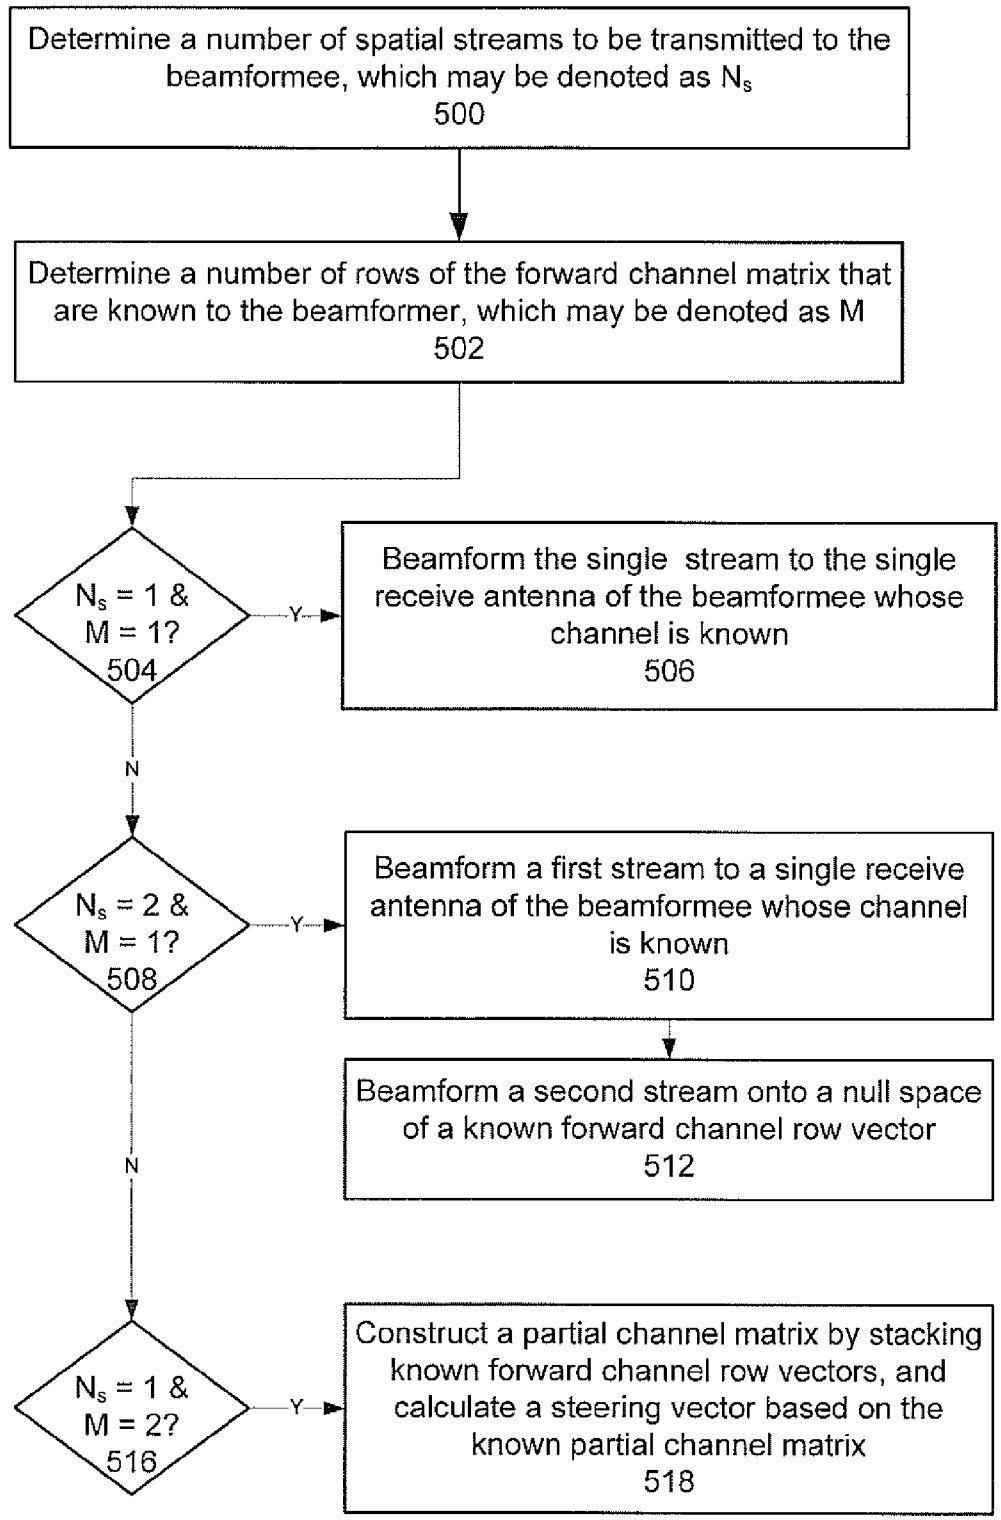 Determine a number of spatial streams to be transmitted to the
beamformee, which may be denoted as Ns
500
Determine a number of rows of the forward channel matrix that
are known to the beamformer, which may be denoted as M
502
Ns = 1 &
M = 1?
504
Y
Beamform the single stream to the single
receive antenna of the beamformee whose
channel is known
506
N
Ns = 2 &
M = 1?
508
Y
Beamform a first stream to a single receive
antenna of the beamformee whose channel
is known
510
Beamform a second stream onto a null space
of a known forward channel row vector
512
N
Ns = 1 &
M = 2?
516
Y
Construct a partial channel matrix by stacking
known forward channel row vectors, and
calculate a steering vector based on the
known partial channel matrix
518